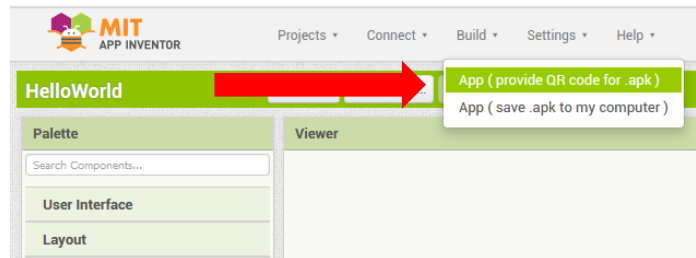 MIT
APP INVENTOR
Projects Connect Build Settings Help
App ( provide QR code for .apk )
HelloWorld
App ( save .apk to my computer )
Palette Viewer
Search Components...
User Interface
Layout